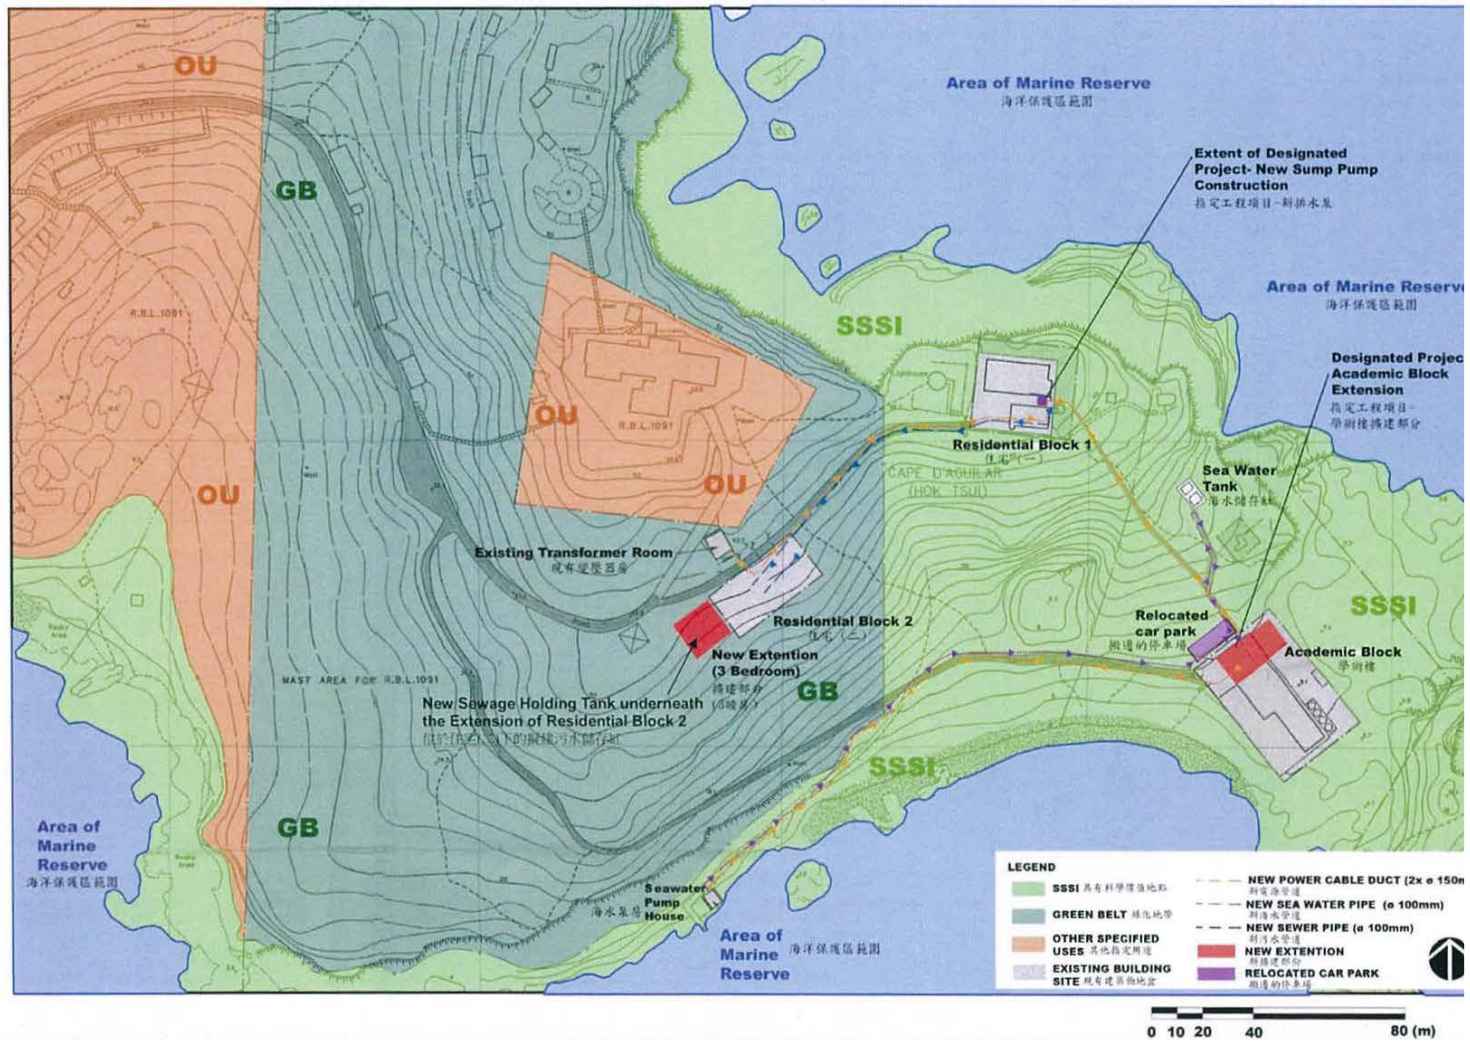 OU
Area of Marine Reserve
海洋保護區範圍
Extent of Designated
Project- New Sump Pump
Construction
指定工程項目-新排水泵
GB
Area of Marine Reserve
海洋保護區範圍
R.B.L.1091
SSSI
Designated Projec
Academic Block
Extension
指定工程項目-
學術樓擴建部分
OU
R.B.L.1091
Residential Block 1
住宅(一)
CAPE D'AGUILAR
(HOK TSUI)
Sea Water
Tank
海水儲存缸
OU
OU
Existing Transformer Room
現有變壓器房
SSSI
Residential Block 2
住宅(二)
Relocated
car park
搬遷的停車場
Academic Block
學術樓
New Extention
(3 Bedroom)
擴建部分
MAST AREA FOR R.B.L.1091
GB
New Sewage Holding Tank underneath
the Extension of Residential Block 2
SSSI
GB
Area of
Marine
Reserve
海洋保護區範圍
Seawater
Pump
House
海水泵房
Area of
Marine
Reserve
海洋保護區範圍
LEGEND
SSSI 具有科學價值地點
GREEN BELT 綠化地帶
OTHER SPECIFIED
USES 其他指定用途
EXISTING BUILDING
SITE 現有建築物地盆
NEW POWER CABLE DUCT (2x ø 150m
新電源管道
NEW SEA WATER PIPE (ø 100mm)
新海水管道
NEW SEWER PIPE (ø 100mm)
新污水管道
NEW EXTENTION
新擴建部份
RELOCATED CAR PARK
搬遷的停車場
0 10 20 40 80 (m)